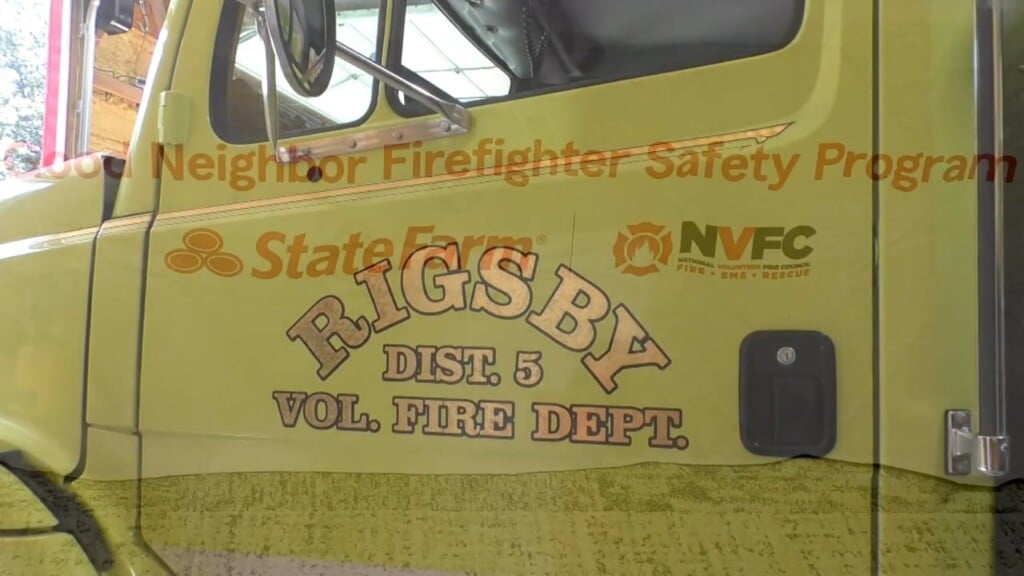 Good Neighbor Firefighter Safety Program
StateFarm®
NVFC
NATIONAL VOLUNTEER FIRE COUNCIL
FIRE • EMS • RESCUE
RIGSBY
DIST. 5
VOL. FIRE DEPT.